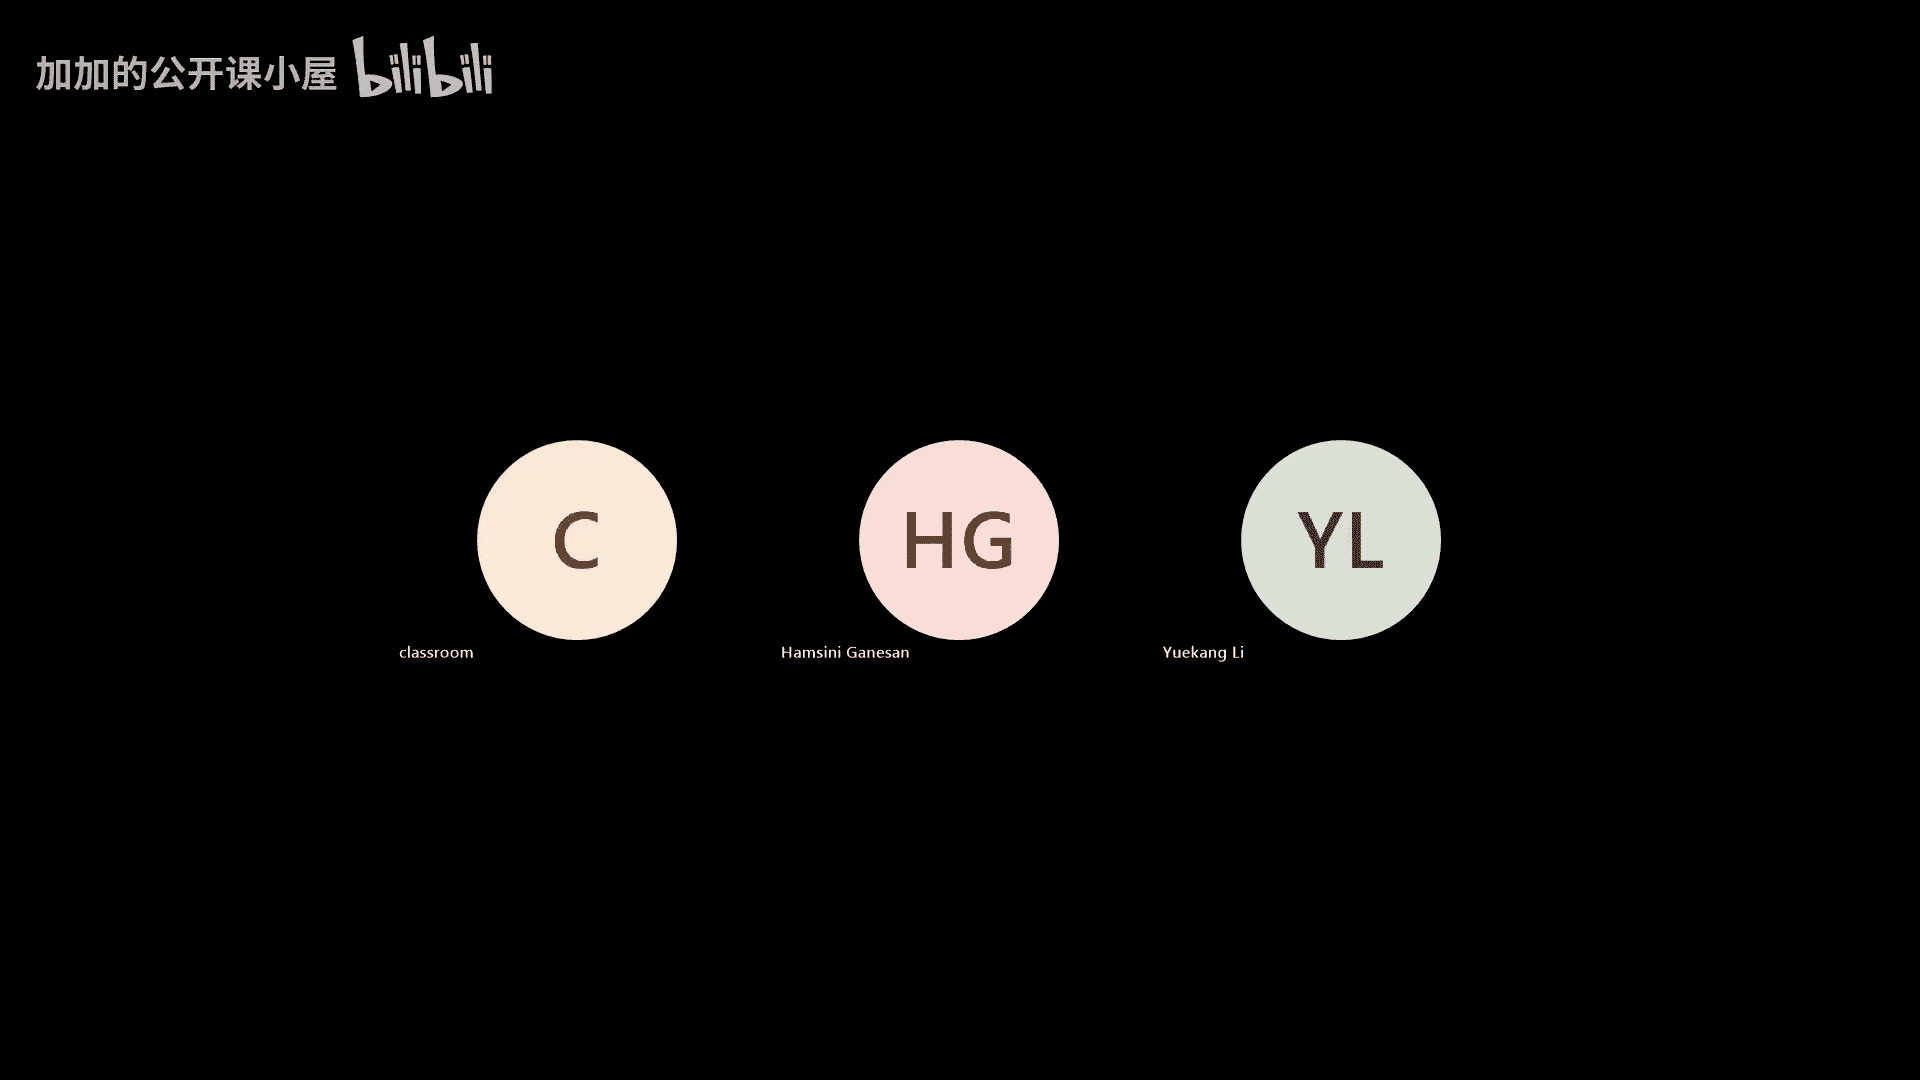 加加的公开课小屋 bilibili
C HG YL
classroom Hamsini Ganesan Yuekang Li